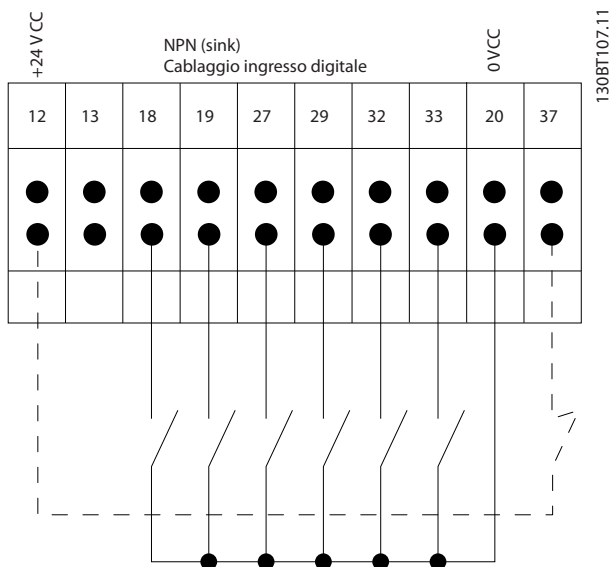 +24 V CC
NPN (sink)
Cablaggio ingresso digitale
0 VCC
130BT107.11
12 13 18 19 27 29 32 33 20 37